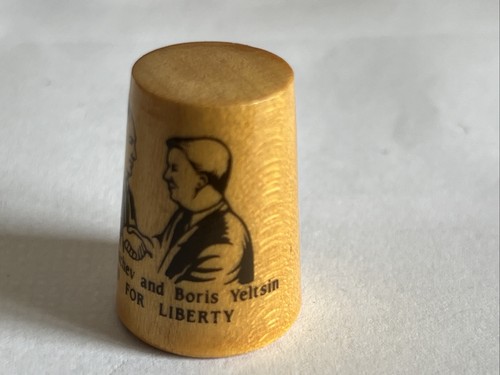 and Boris Yeltsin
FOR LIBERTY